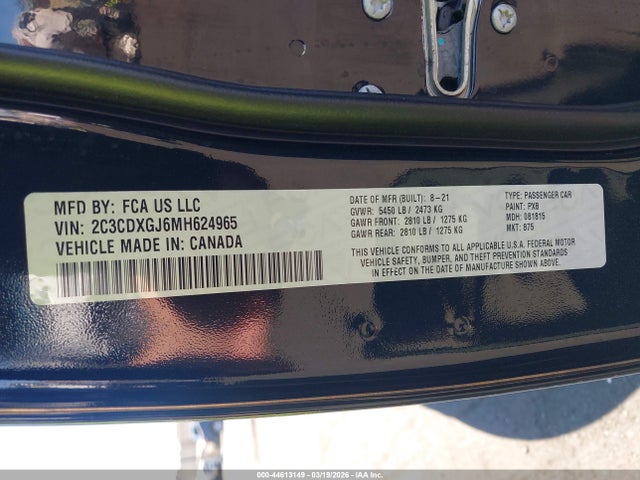 MFD BY: FCA US LLC
VIN: 2C3CDXGJ6MH624965
VEHICLE MADE IN: CANADA
DATE OF MFR (BUILT): 8-21
GVWR: 5450 LB / 2473 KG
GAWR FRONT: 2810 LB / 1275 KG
GAWR REAR: 2810 LB / 1275 KG
TYPE: PASSENGER CAR
PAINT: PX8
MDH: 081815
MKT: 875
THIS VEHICLE CONFORMS TO ALL APPLICABLE U.S.A. FEDERAL MOTOR
VEHICLE SAFETY, BUMPER, AND THEFT PREVENTION STANDARDS
IN EFFECT ON THE DATE OF MANUFACTURE SHOWN ABOVE.
000-44613149 - 03/19/2026 - IAAI.COM